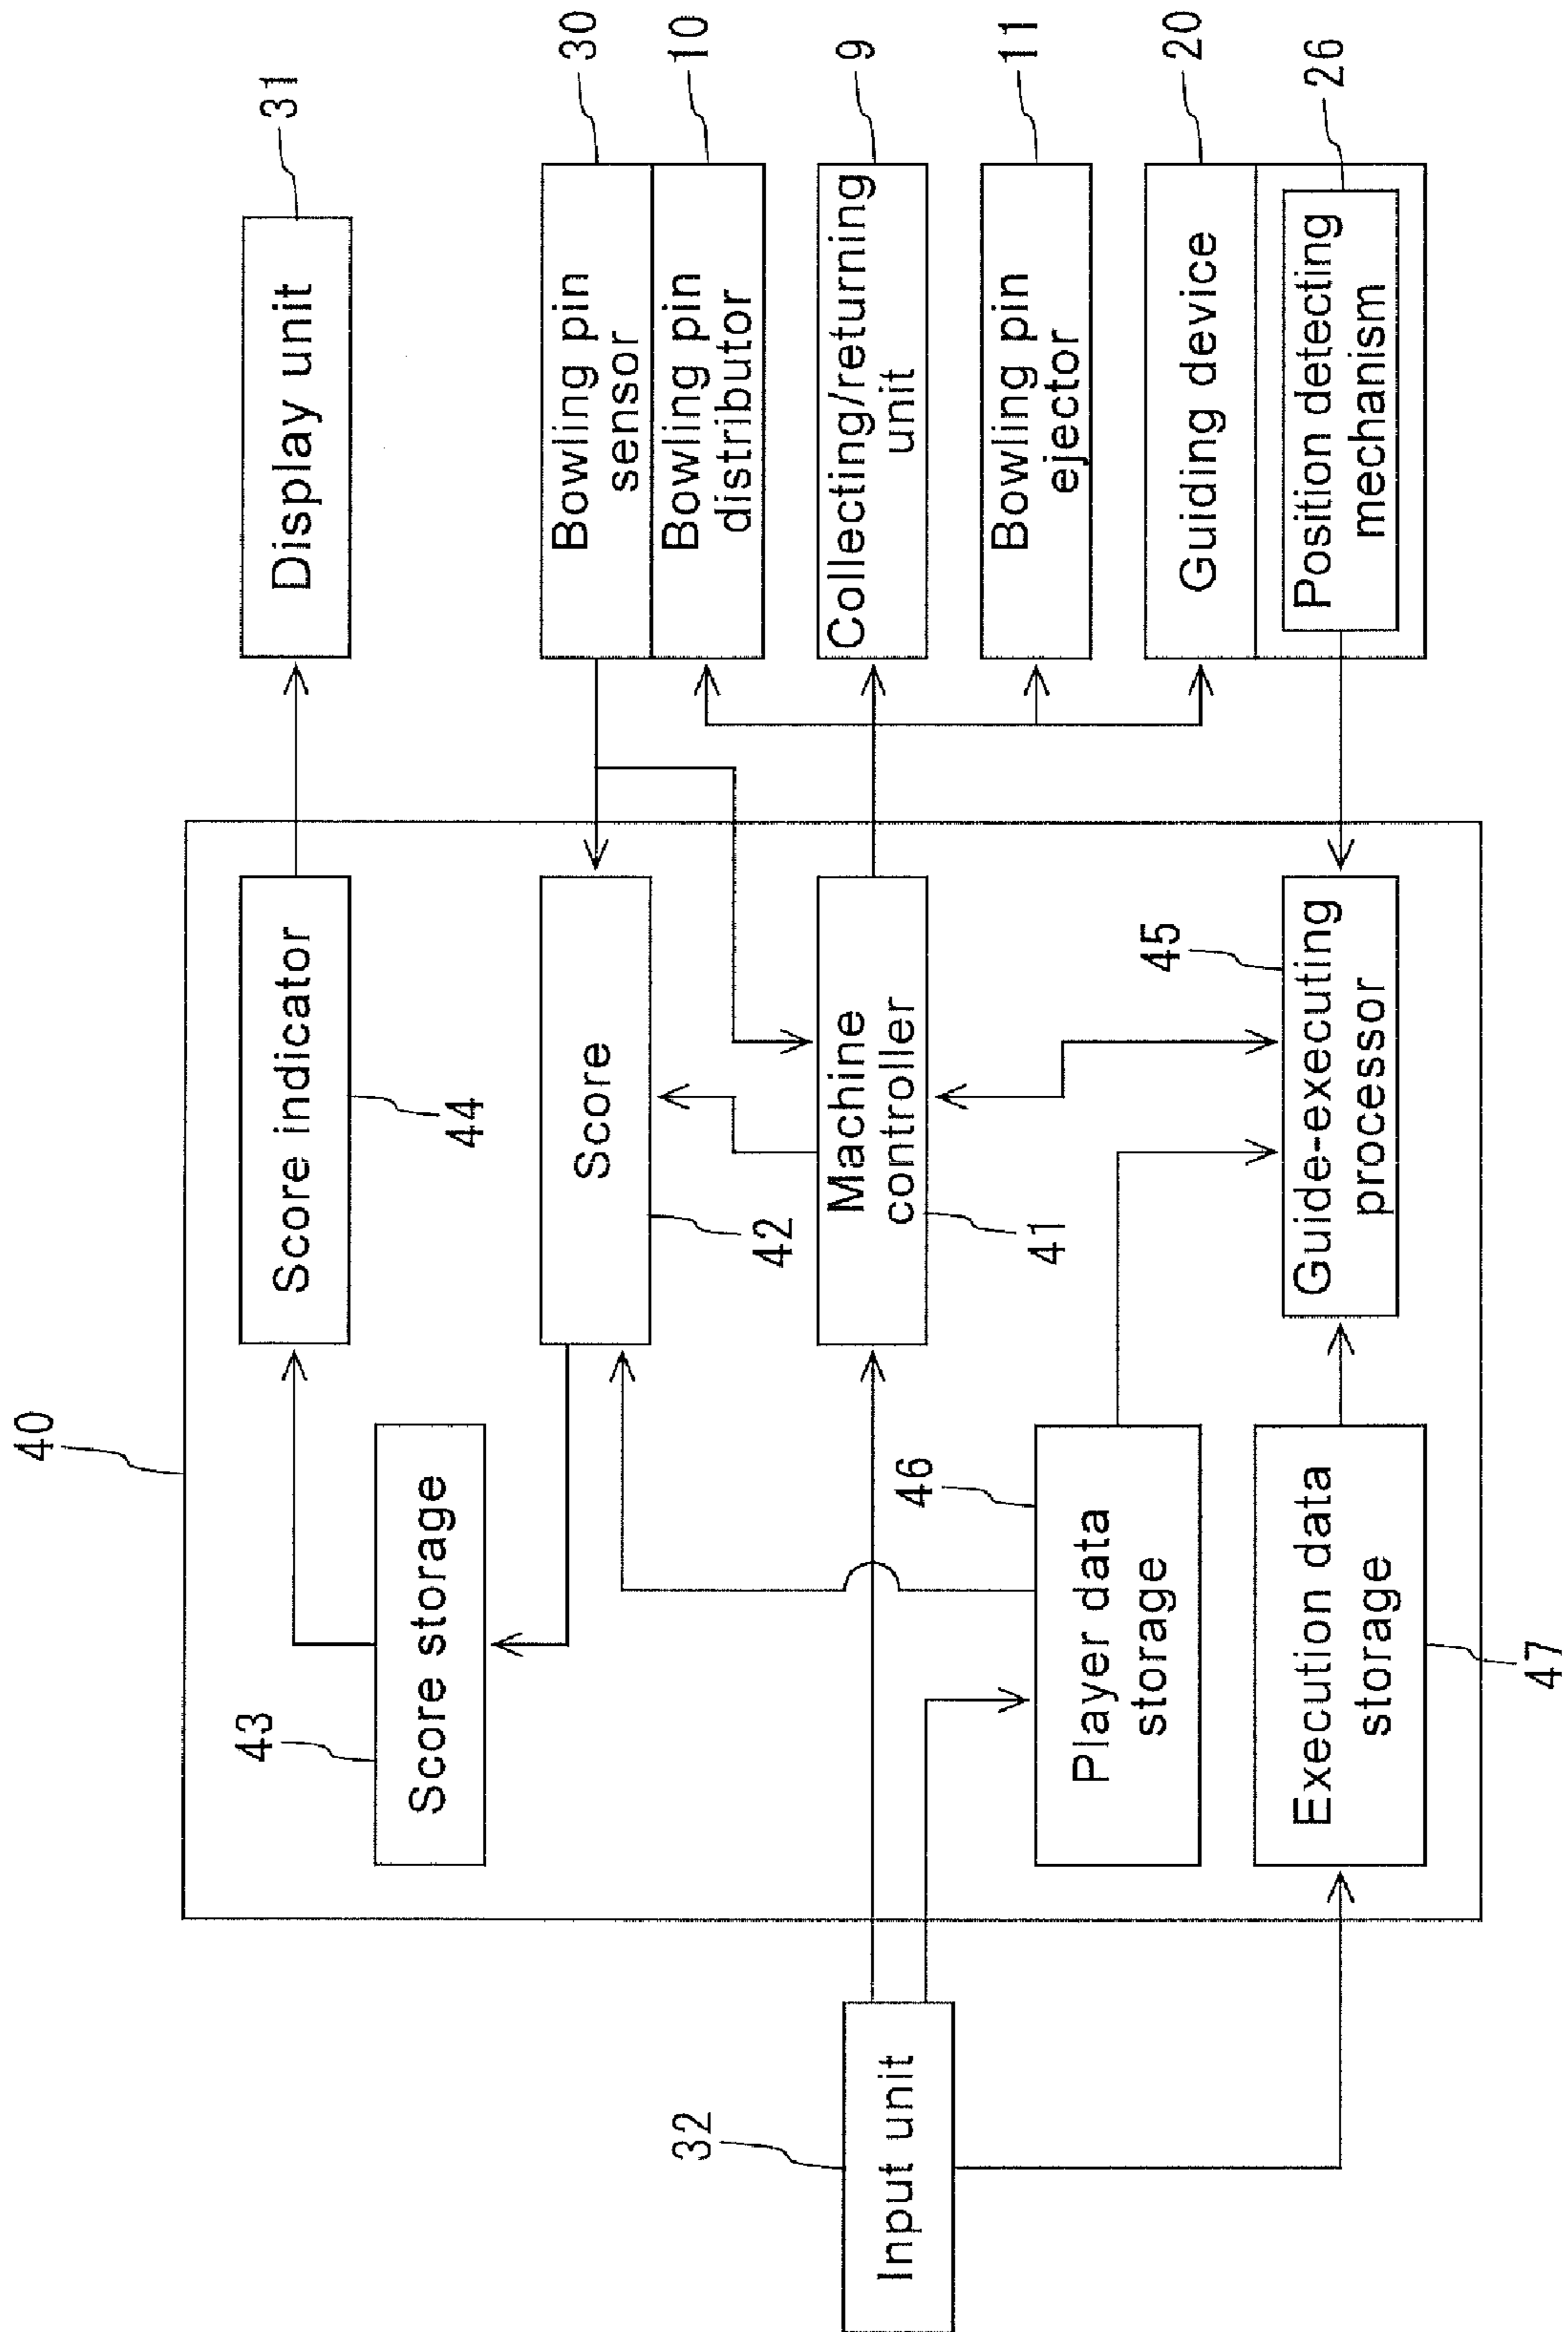 40
43
Score storage
Score indicator
44
Display unit
31
Score
42
Bowling pin
sensor
30
Bowling pin
distributor
10
32
Input unit
Machine
controller
41
Collecting/returning
unit
9
Bowling pin
ejector
11
46
Player data
storage
Execution data
storage
47
45
Guide-executing
processor
Guiding device
20
Position detecting
mechanism
26